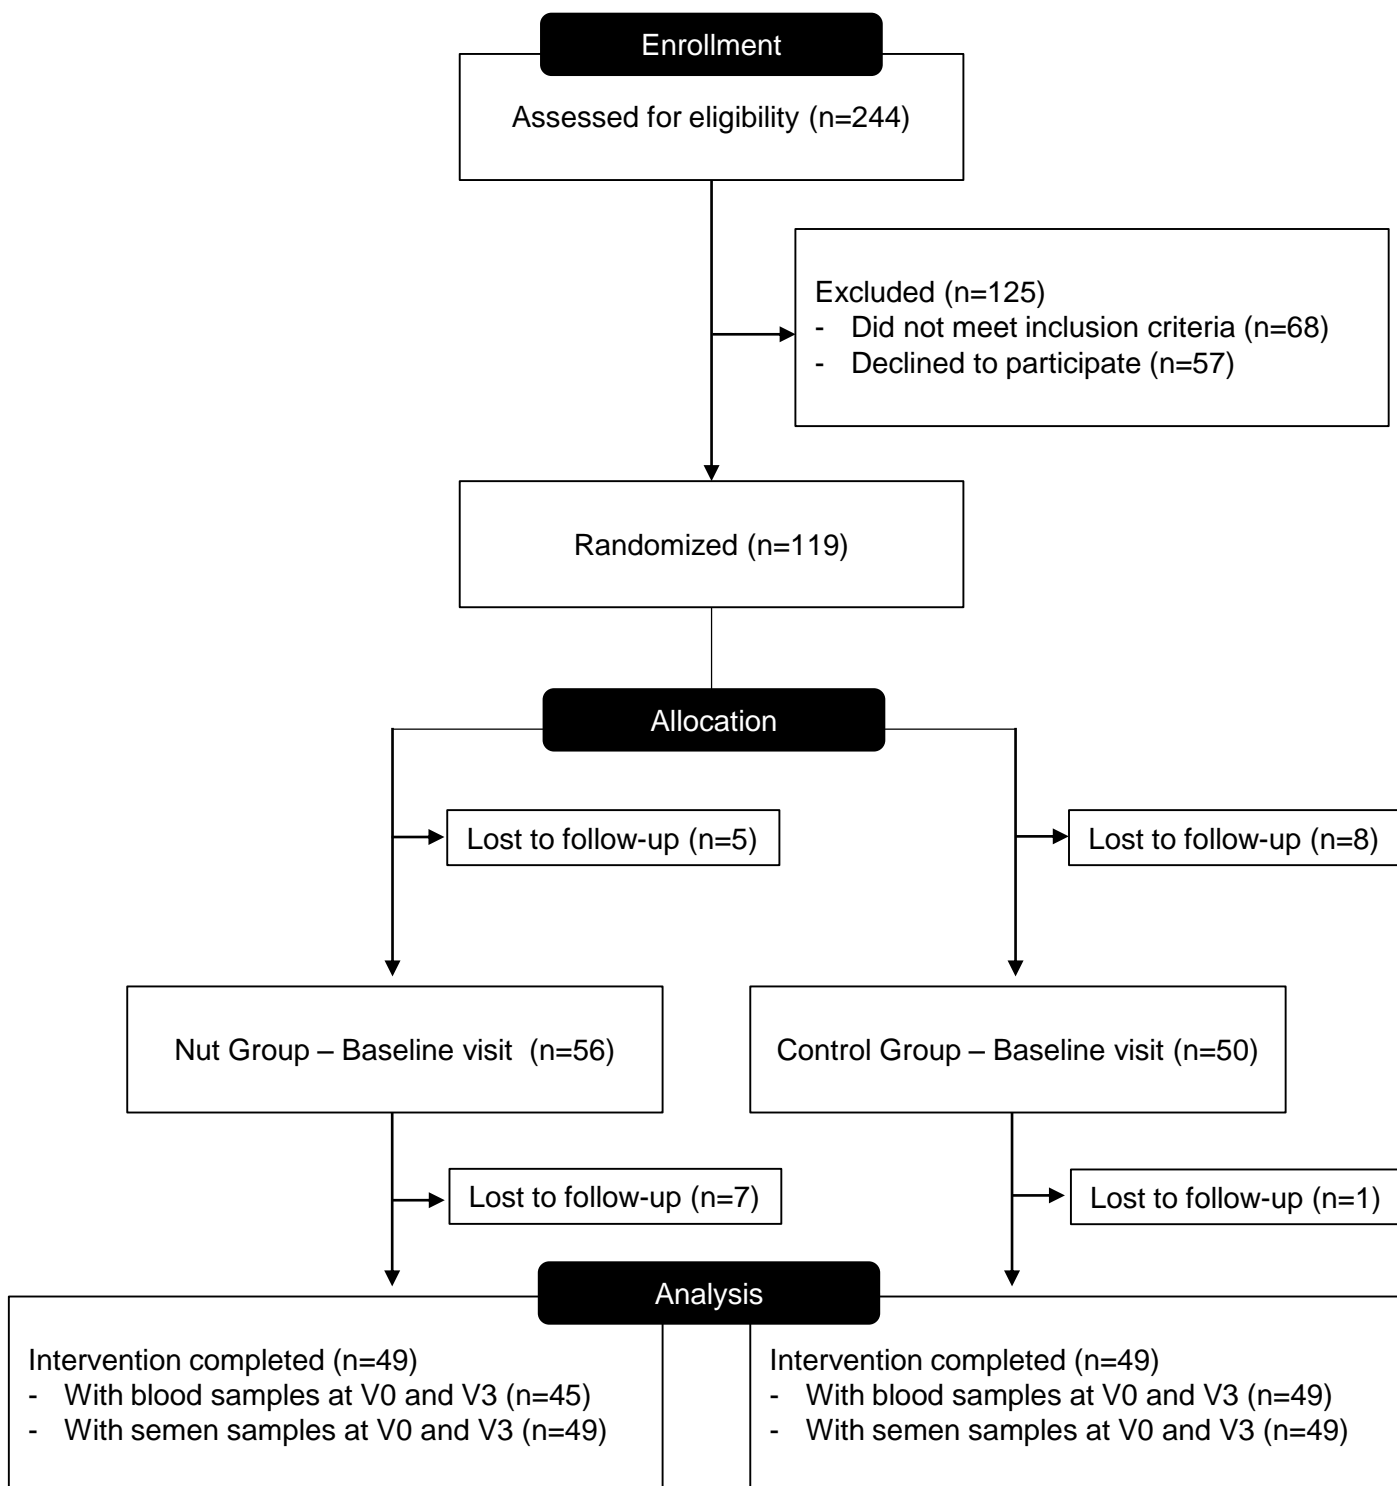 Enrollment
Assessed for eligibility (n=244)
Excluded (n=125)
- Did not meet inclusion criteria (n=68)
- Declined to participate (n=57)
Randomized (n=119)
Allocation
Lost to follow-up (n=5)
Lost to follow-up (n=8)
Nut Group – Baseline visit (n=56)
Control Group – Baseline visit (n=50)
Lost to follow-up (n=7)
Lost to follow-up (n=1)
Analysis
Intervention completed (n=49)
- With blood samples at V0 and V3 (n=45)
- With semen samples at V0 and V3 (n=49)
Intervention completed (n=49)
- With blood samples at V0 and V3 (n=49)
- With semen samples at V0 and V3 (n=49)